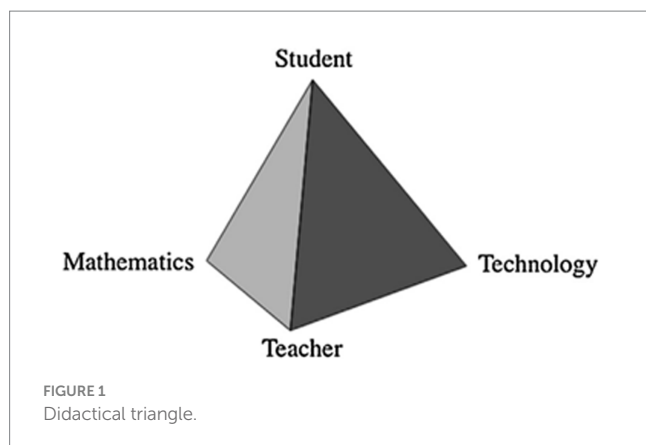 Student
Mathematics
Technology
Teacher
FIGURE 1
Didactical triangle.